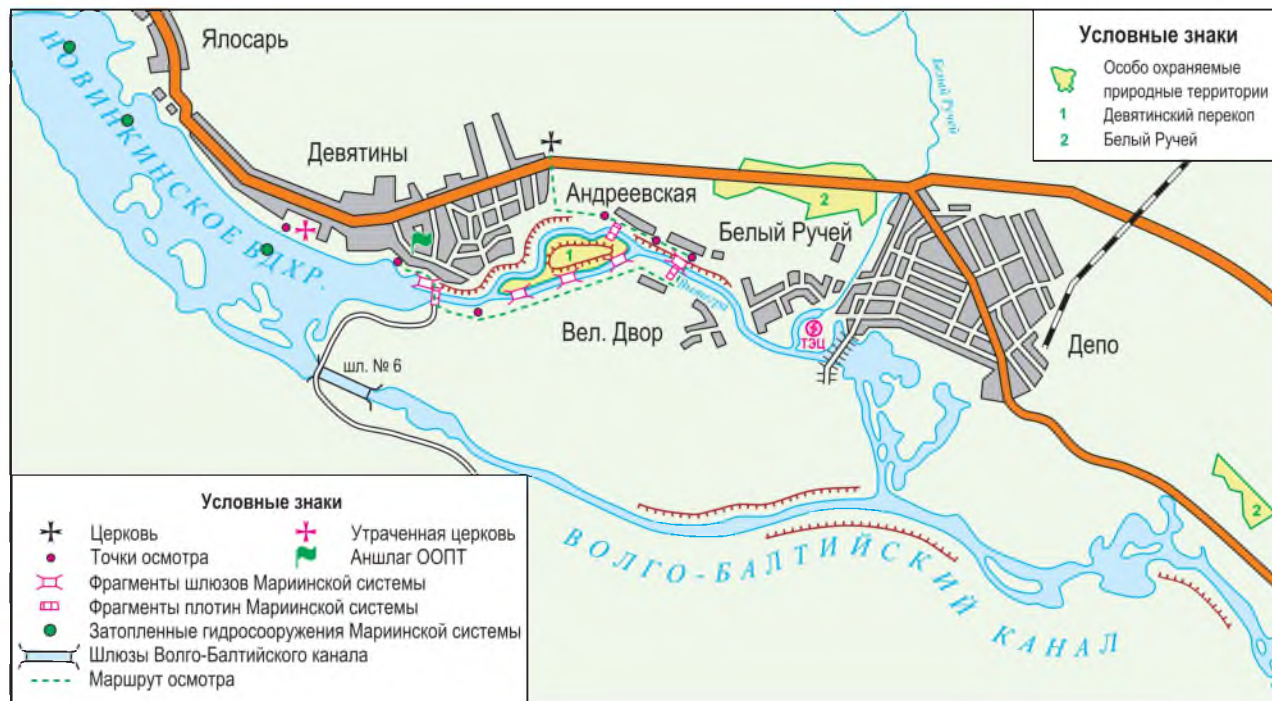 Ялосарь
НОВИНКИНСКОЕ ВДХР.
Девятины
Андреевская
Белый Ручей
Белый Ручей
Вытегра
Вел. Двор
ТЭЦ
Депо
шл. № 6
ВОЛГО-БАЛТИЙСКИЙ КАНАЛ
1
2
2
Условные знаки
Особо охраняемые
природные территории
1 Девятинский перекоп
2 Белый Ручей
Условные знаки
Церковь
Утраченная церковь
Точки осмотра
Аншлаг ООПТ
Фрагменты шлюзов Мариинской системы
Фрагменты плотин Мариинской системы
Затопленные гидросооружения Мариинской системы
Шлюзы Волго-Балтийского канала
Маршрут осмотра